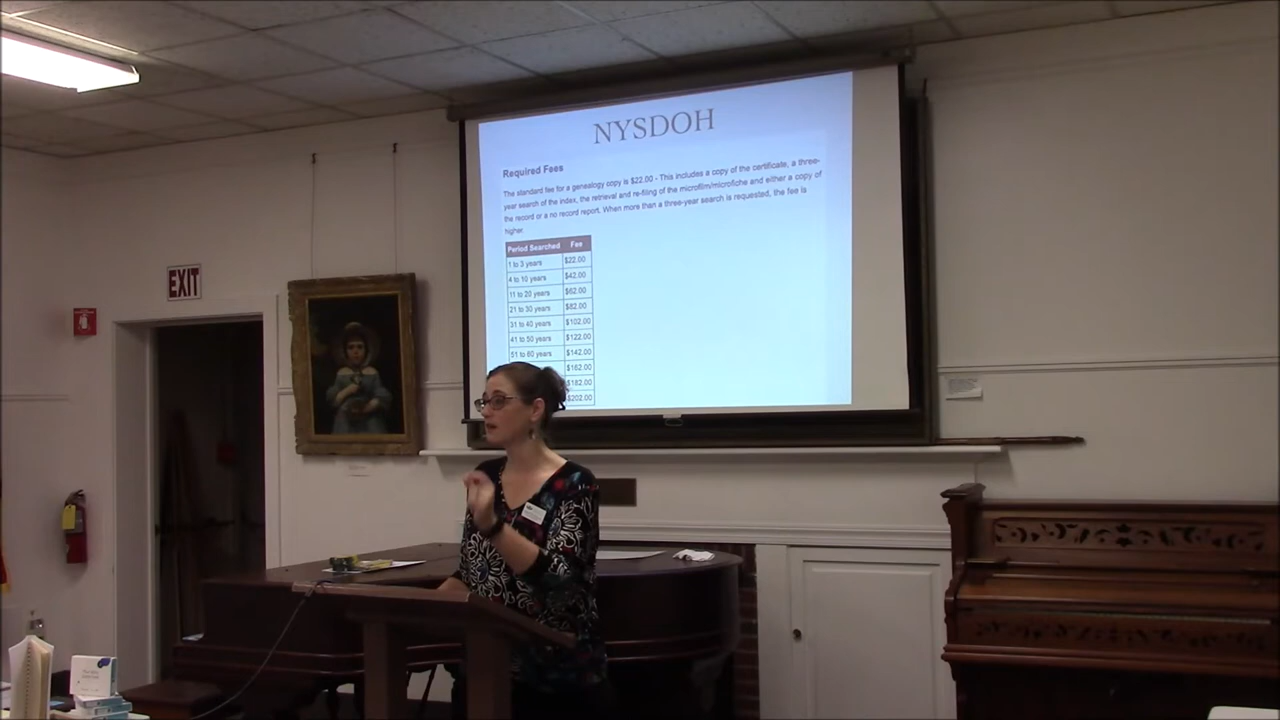 NYSDOH
Required Fees
The standard fee for a genealogy copy is $22.00 - This includes a copy of the certificate, a three-
year search of the index, the retrieval and re-filing of the microfilm/microfiche and either a copy of
the record or a no record report. When more than a three-year search is requested, the fee is
higher.
Period Searched Fee
1 to 3 years $22.00
4 to 10 years $42.00
11 to 20 years $62.00
21 to 30 years $82.00
31 to 40 years $102.00
41 to 50 years $122.00
51 to 60 years $142.00
$162.00
$182.00
$202.00
EXIT